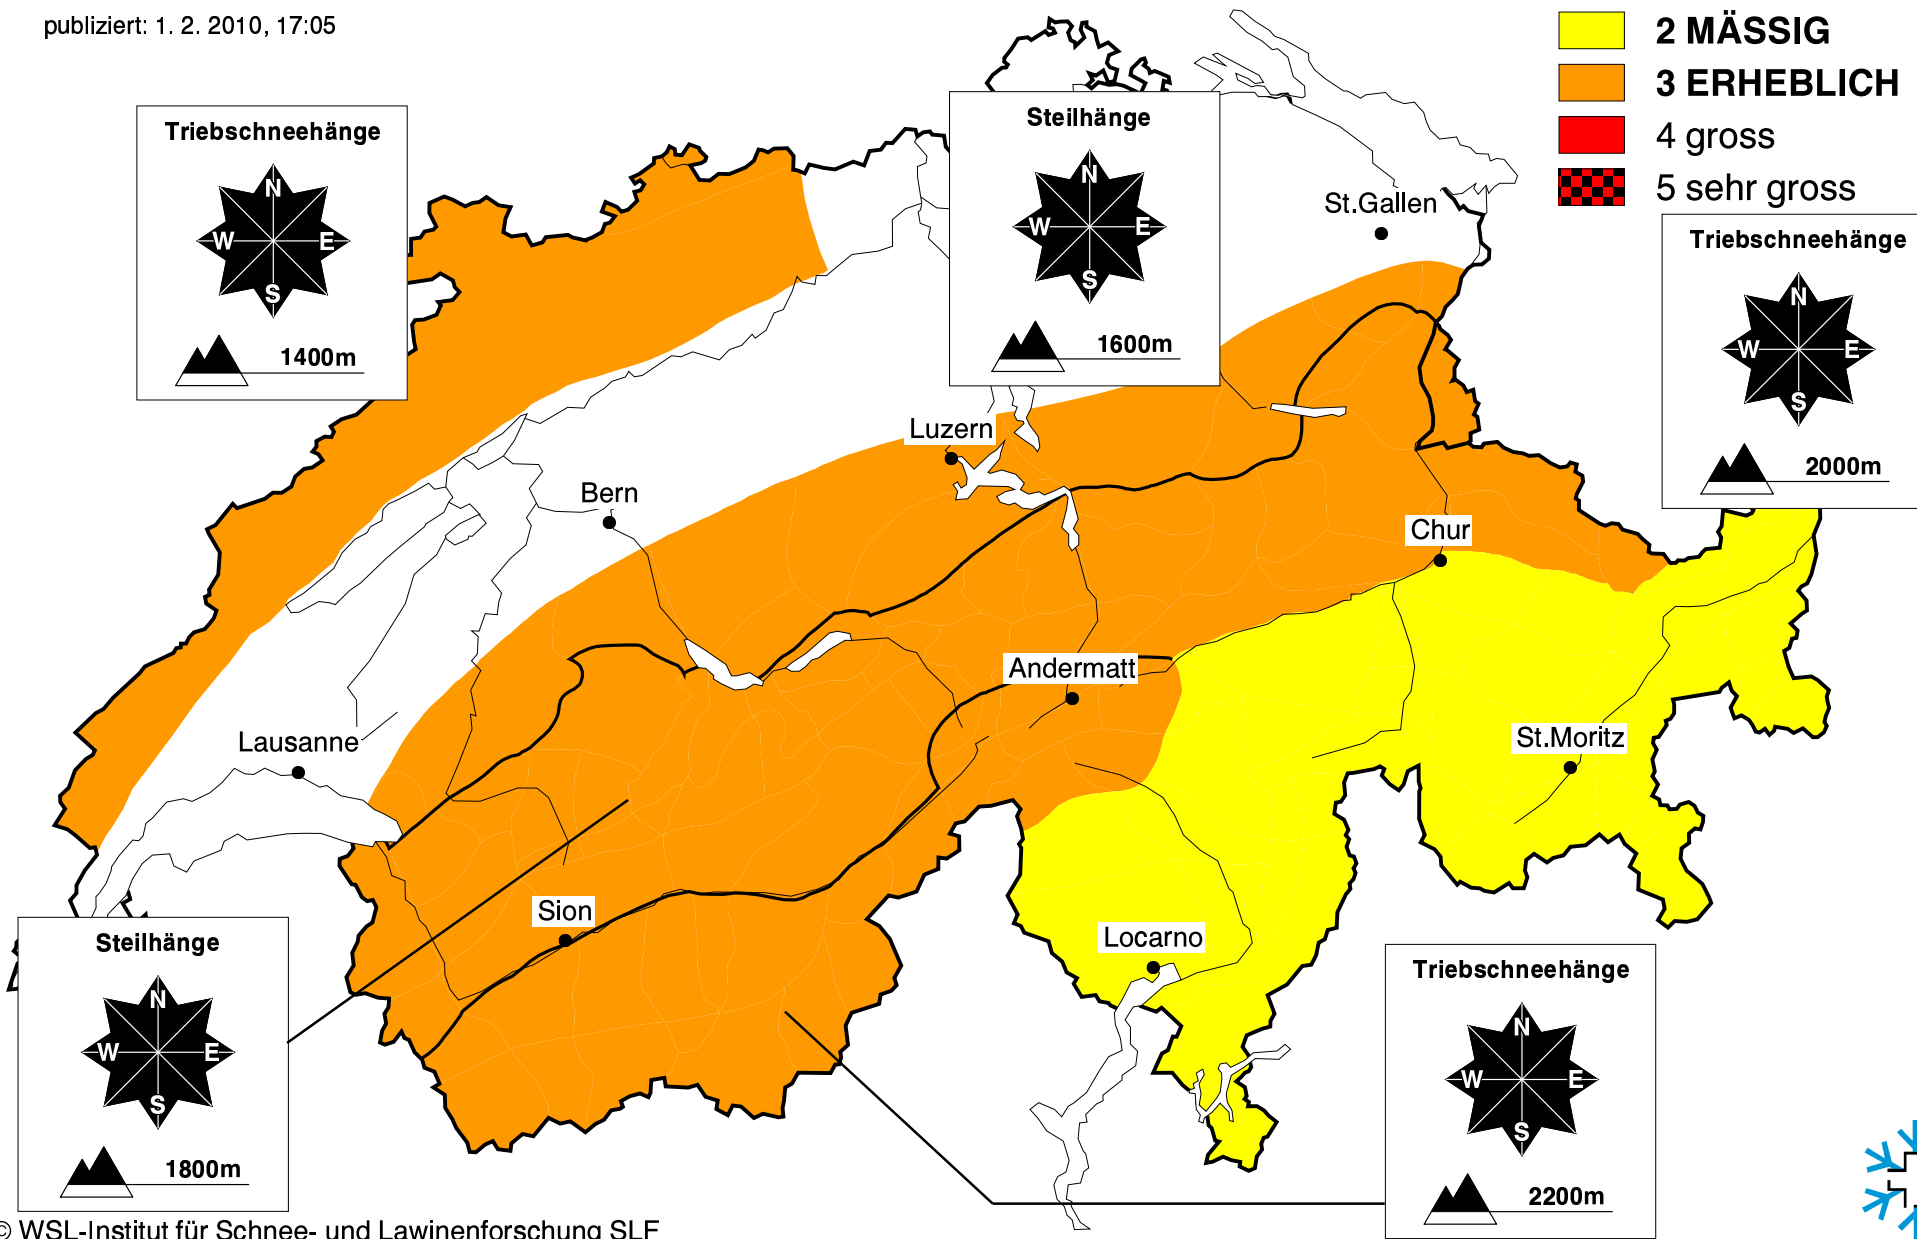 publiziert: 1. 2. 2010, 17:05
2 MÄSSIG
3 ERHEBLICH
4 gross
5 sehr gross
Triebschneehänge
N
W E
S
1400m
Steilhänge
N
W E
S
1600m
Triebschneehänge
N
W E
S
2000m
St.Gallen
Luzern
Bern
Chur
Andermatt
Lausanne
St.Moritz
Sion
Locarno
Steilhänge
N
W E
S
1800m
Triebschneehänge
N
W E
S
2200m
© WSL-Institut für Schnee- und Lawinenforschung SLF